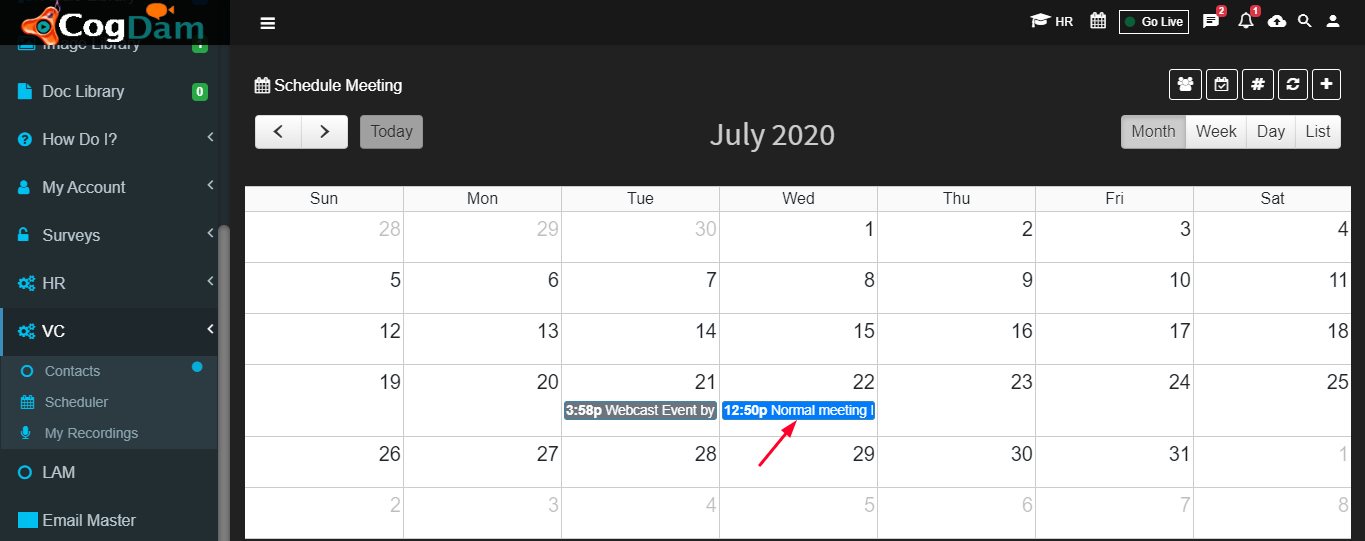 CogDam
HR
Go Live
2
1
Image Library
Doc Library
0
How Do I?
My Account
Surveys
HR
VC
Contacts
Scheduler
My Recordings
LAM
Email Master
Schedule Meeting
#
Today
July 2020
Month Week Day List
Sun Mon Tue Wed Thu Fri Sat
28 29 30 1 2 3 4
5 6 7 8 9 10 11
12 13 14 15 16 17 18
19 20 21 22 23 24 25
3:58p Webcast Event by
12:50p Normal meeting
26 27 28 29 30 31 1
2 3 4 5 6 7 8